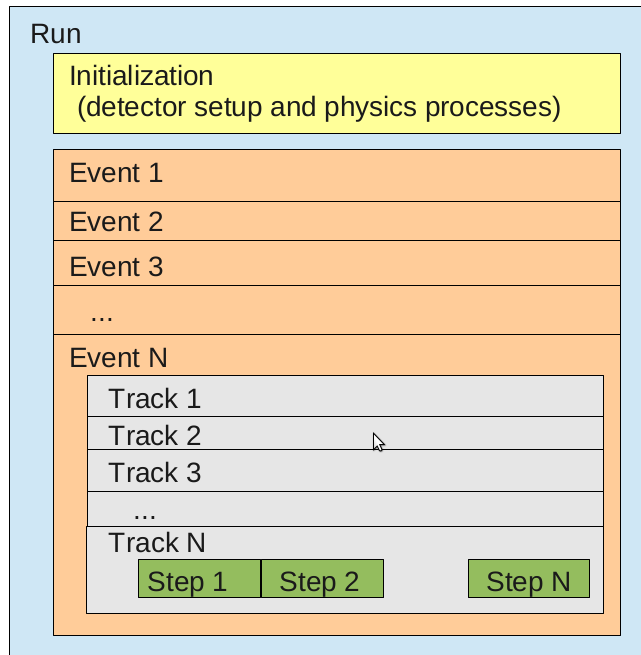 Run
Initialization
(detector setup and physics processes)
Event 1
Event 2
Event 3
...
Event N
Track 1
Track 2
Track 3
...
Track N
Step 1 Step 2 Step N